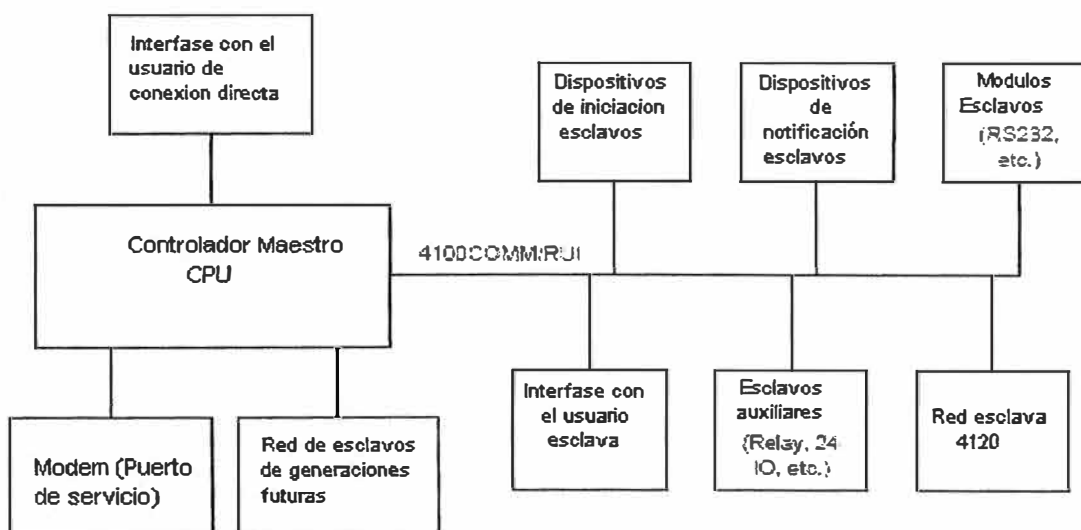 Interfase con el
usuario de
conexion directa
Dispositivos
de iniciacion
esclavos
Dispositivos
de
notificación
esclavos
Modulos
Esclavos
(RS232,
etc.)
Controlador Maestro
CPU
4100COMM/RUI
Interfase con
el usuario
esclava
Esclavos
auxiliares
(Relay, 24
IO, etc.)
Red esclava
4120
Modem (Puerto
de servicio)
Red de esclavos
de generaciones
futuras